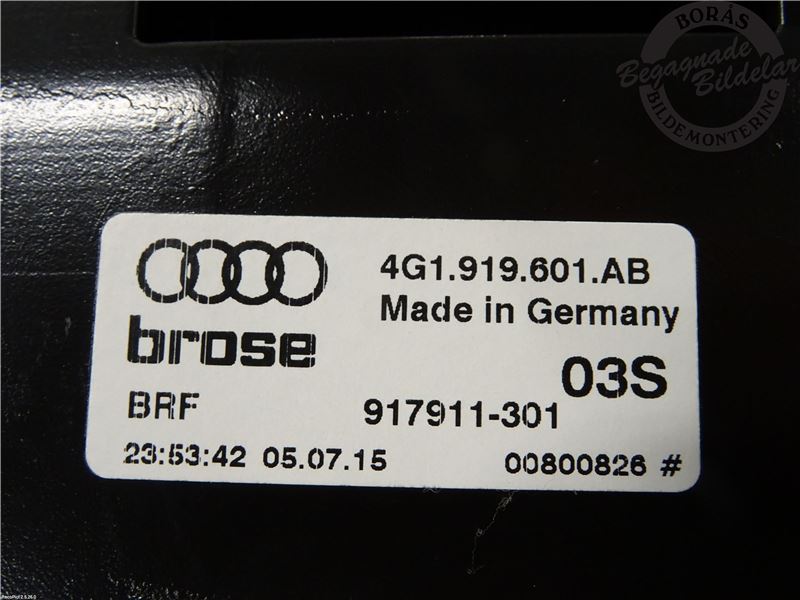 BORÅS
Begagnade Bildelar
BILDEMONTERING
4G1.919.601.AB
Made in Germany
brose
03S
BRF 917911-301
23:53:42 05.07.15 00800826 #